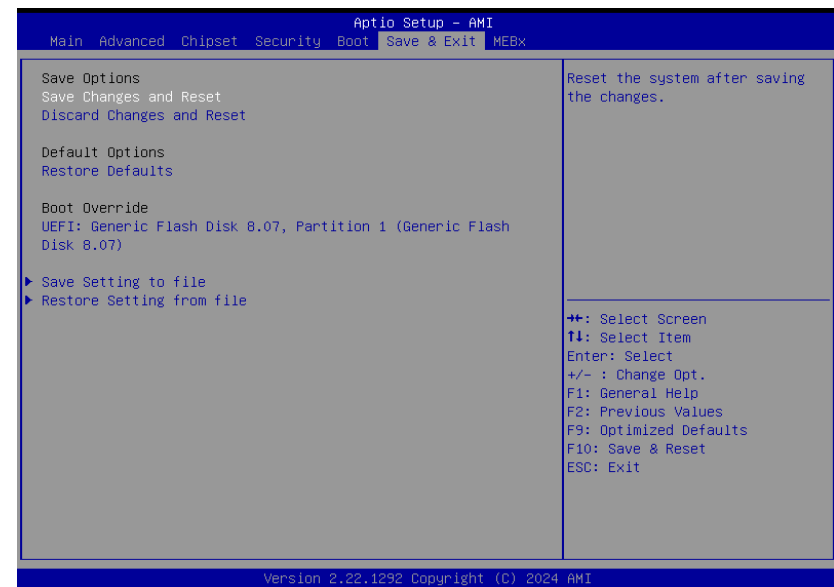 Aptio Setup – AMI
Main Advanced Chipset Security Boot Save & Exit MEBx
Save Options
Save Changes and Reset
Discard Changes and Reset
Default Options
Restore Defaults
Boot Override
UEFI: Generic Flash Disk 8.07, Partition 1 (Generic Flash
Disk 8.07)
Save Setting to file
Restore Setting from file
Reset the system after saving
the changes.
→←: Select Screen
↑↓: Select Item
Enter: Select
+/– : Change Opt.
F1: General Help
F2: Previous Values
F9: Optimized Defaults
F10: Save & Reset
ESC: Exit
Version 2.22.1292 Copyright (C) 2024 AMI